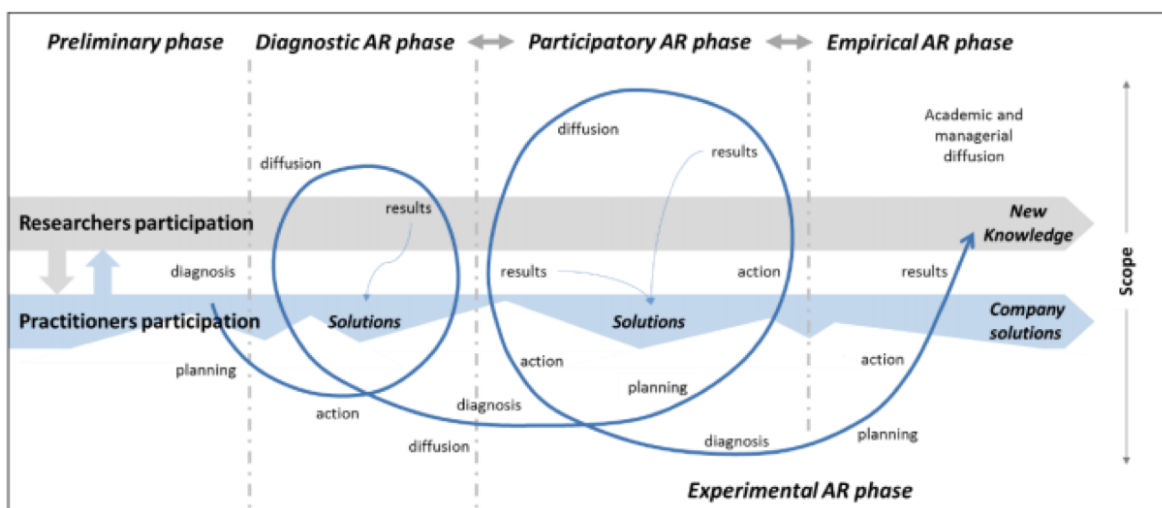 Preliminary phase
Diagnostic AR phase
Participatory AR phase
Empirical AR phase
Academic and
managerial
diffusion
diffusion
diffusion
results
results
Researchers participation
New
Knowledge
diagnosis
results
action
results
Scope
Practitioners participation
Solutions
Solutions
Company
solutions
planning
action
planning
action
action
diagnosis
diffusion
diagnosis
planning
Experimental AR phase